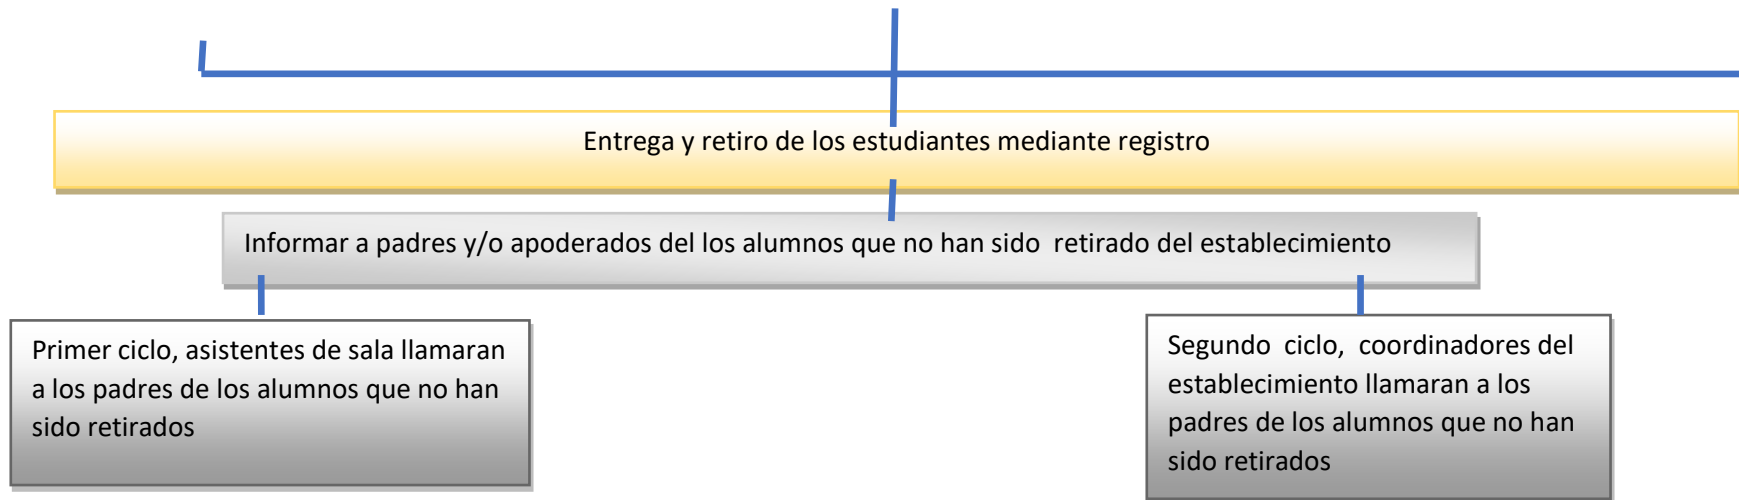 Entrega y retiro de los estudiantes mediante registro
Informar a padres y/o apoderados del los alumnos que no han sido  retirado del establecimiento
Primer ciclo, asistentes de sala llamaran
a los padres de los alumnos que no han
sido retirados
Segundo  ciclo,  coordinadores del
establecimiento llamaran a los
padres de los alumnos que no han
sido retirados